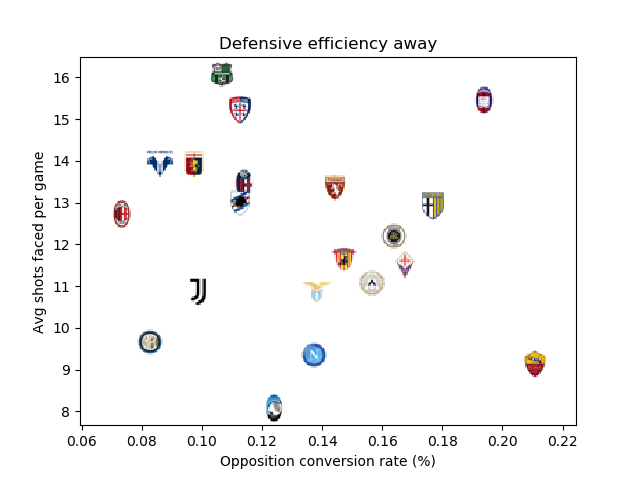 Defensive efficiency away
Avg shots faced per game
16
15
14
13
12
11
10
9
8
0.06 0.08 0.10 0.12 0.14 0.16 0.18 0.20 0.22
Opposition conversion rate (%)
N